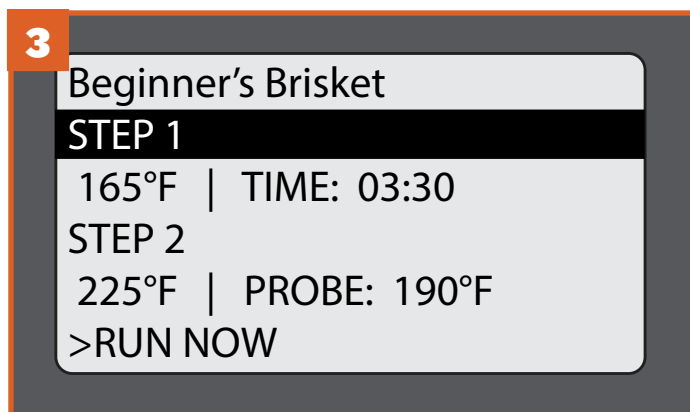 3
Beginner's Brisket
STEP 1
165°F | TIME: 03:30
STEP 2
225°F | PROBE: 190°F
>RUN NOW